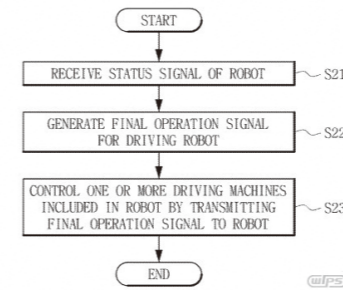 START
RECEIVE STATUS SIGNAL OF ROBOT
S21
GENERATE FINAL OPERATION SIGNAL
FOR DRIVING ROBOT
S22
CONTROL ONE OR MORE DRIVING MACHINES
INCLUDED IN ROBOT BY TRANSMITTING
FINAL OPERATION SIGNAL TO ROBOT
S23
END
wips